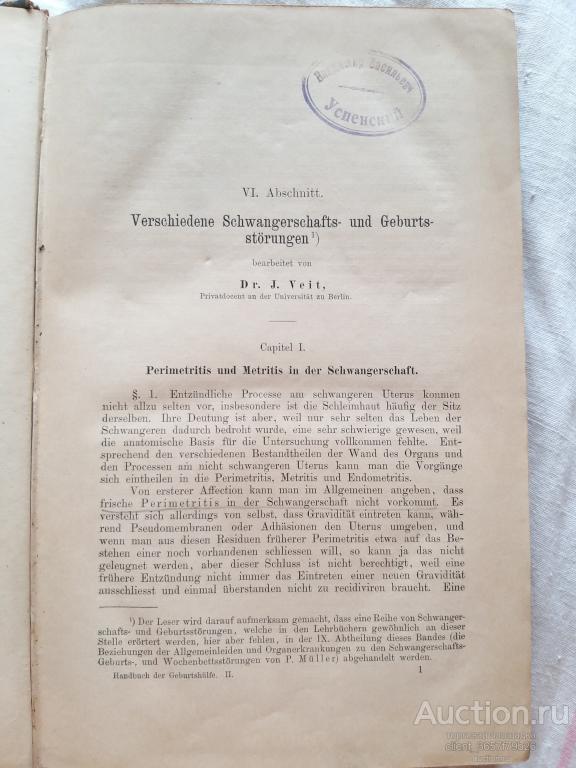 Владимир Васильевич
Успенский
VI. Abschnitt.
Verschiedene Schwangerschafts- und Geburts-
störungen¹)
bearbeitet von
Dr. J. Veit,
Privatdocent an der Universität zu Berlin.
Capitel I.
Perimetritis und Metritis in der Schwangerschaft.
§. 1. Entzündliche Processe am schwangeren Uterus kommen
nicht allzu selten vor, insbesondere ist die Schleimhaut häufig der Sitz
derselben. Ihre Deutung ist aber, weil nur sehr selten das Leben der
Schwangeren dadurch bedroht wurde, eine sehr schwierige gewesen, weil
die anatomische Basis für die Untersuchung vollkommen fehlte. Ent-
sprechend den verschiedenen Bestandtheilen der Wand des Organs und
den Processen am nicht schwangeren Uterus kann man die Vorgänge
sich eintheilen in die Perimetritis, Metritis und Endometritis.
Von ersterer Affection kann man im Allgemeinen angeben, dass
frische Perimetritis in der Schwangerschaft nicht vorkommt. Es
versteht sich allerdings von selbst, dass Gravidität eintreten kann, wäh-
rend Pseudomembranen oder Adhäsionen den Uterus umgeben, und
wenn man aus diesen Residuen früherer Perimetritis etwa auf das Be-
stehen einer noch vorhandenen schliessen will, so kann ja das nicht
geleugnet werden, aber dieser Schluss ist nicht berechtigt, weil eine
frühere Entzündung nicht immer das Eintreten einer neuen Gravidität
ausschliesst und einmal überstanden nicht zu recidiviren braucht. Eine
¹) Der Leser wird darauf aufmerksam gemacht, dass eine Reihe von Schwanger-
schafts- und Geburtsstörungen, welche in den Lehrbüchern gewöhnlich an dieser
Stelle erörtert werden, hier aber fehlen, in der IX. Abtheilung dieses Bandes (die
Beziehungen der Allgemeinleiden und Organerkrankungen zu den Schwangerschafts-
Geburts-, und Wochenbettsstörungen von P. Müller) abgehandelt werden.
Handbuch der Geburtshülfe. II. 1
Auction.ru
client_3657f79b26